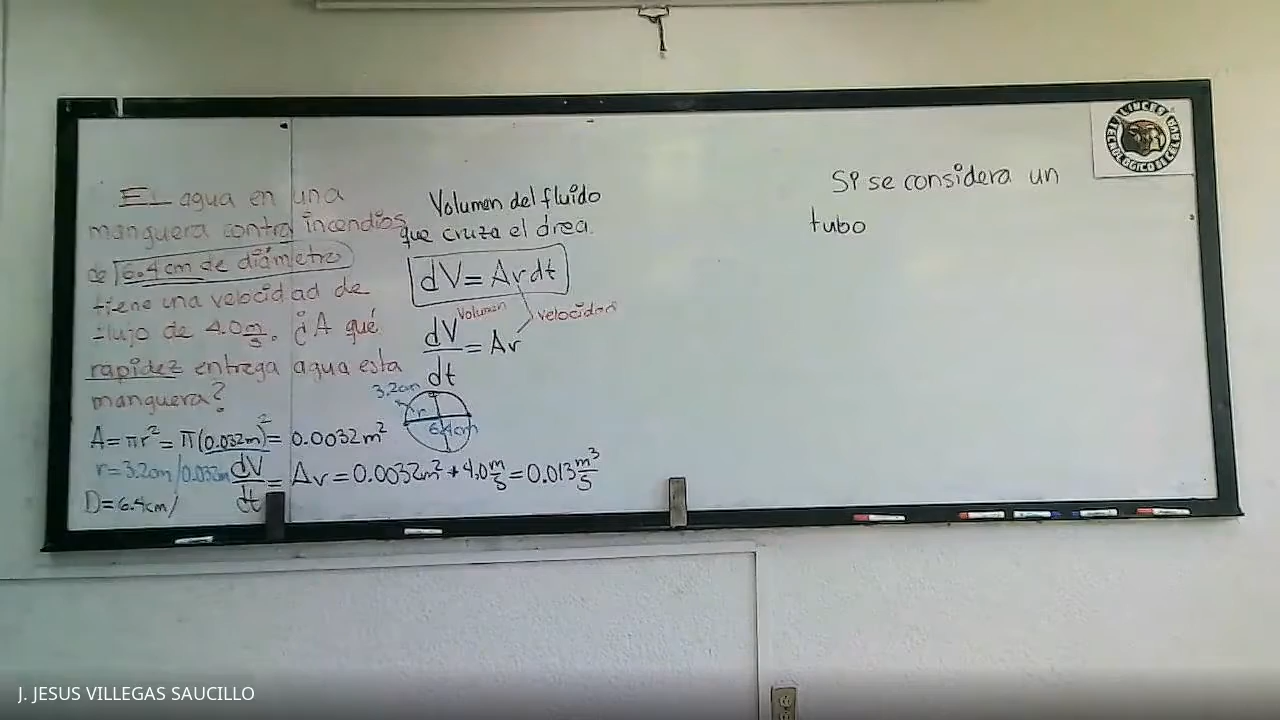 EL agua en una
manguera contra incendios
de 6.4cm de diámetro
tiene una velocidad de
flujo de 4.0 m/s. ¿A qué
rapidez entrega agua esta
manguera?
A = πr² = π(0.032m)² = 0.0032m²
r = 3.2cm/0.032m
D = 6.4cm/
dV/dt = Av = 0.0032m² * 4.0 m/s = 0.013 m³/s
Volumen del fluido
que cruza el área.
dV = Avdt
Volumen
velocidad
dV/dt = Av
3.2cm
r
6.4cm
Si se considera un
tubo
LINCES
TECNOLÓGICO DE
J. JESUS VILLEGAS SAUCILLO